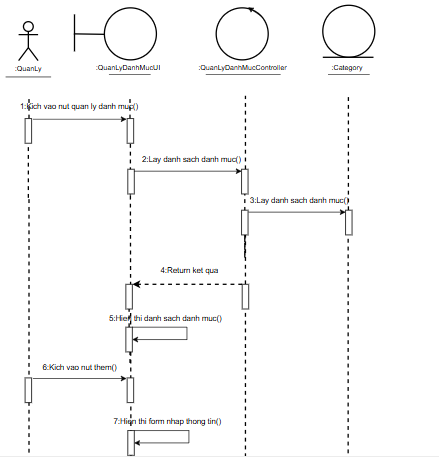 :QuanLy
:QuanLyDanhMucUI
:QuanLyDanhMucController
:Category
1:Kich vao nut quan ly danh muc()
2:Lay danh sach danh muc()
3:Lay danh sach danh muc()
4:Return ket qua
5:Hien thi danh sach danh muc()
6:Kich vao nut them()
7:Hien thi form nhap thong tin()